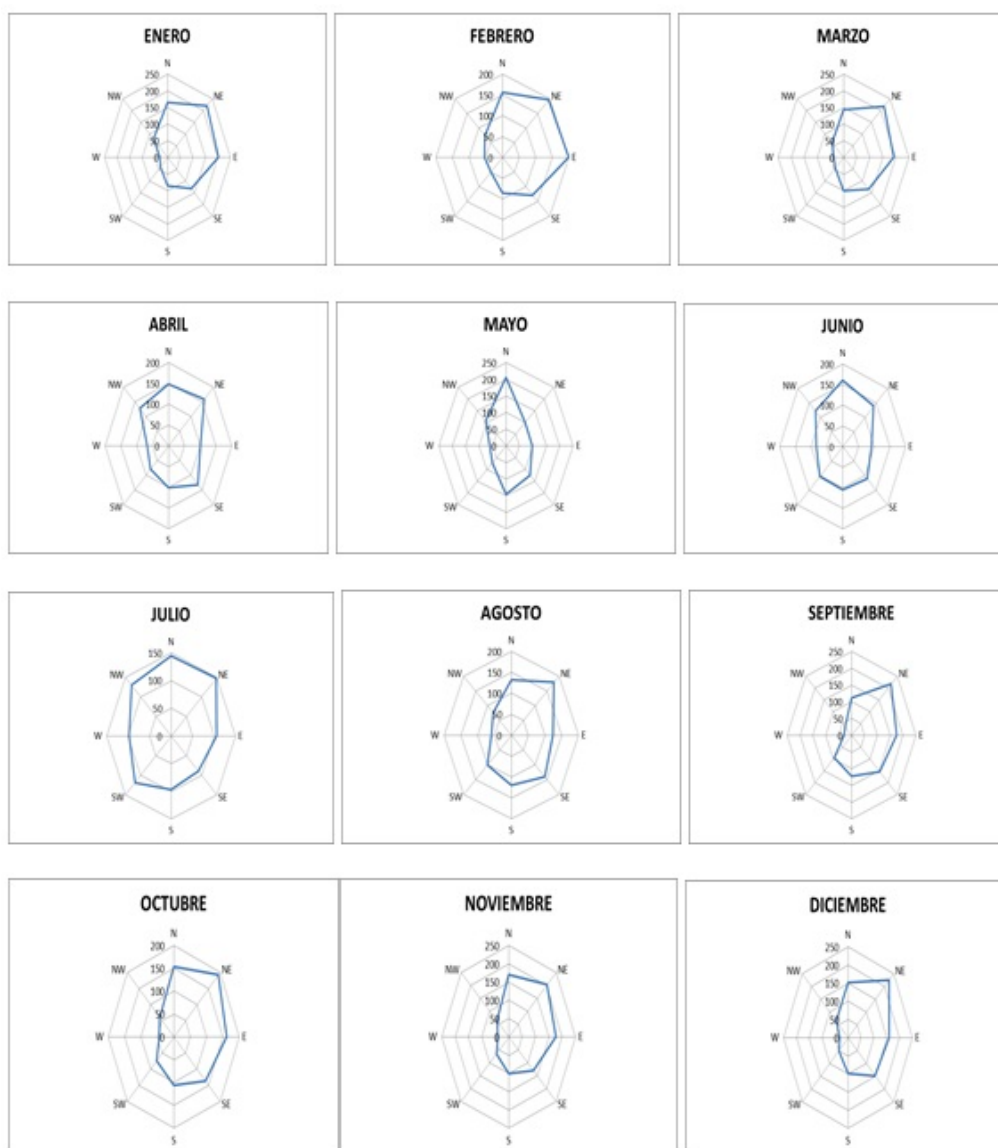 ENERO
N
250
200
150
100
50
0
NW
NE
W
E
SW
SE
S
FEBRERO
N
200
150
100
50
0
NW
NE
W
E
SW
SE
S
MARZO
N
250
200
150
100
50
0
NW
NE
W
E
SW
SE
S
ABRIL
N
200
150
100
50
0
NW
NE
W
E
SW
SE
S
MAYO
N
250
200
150
100
50
0
NW
NE
W
E
SW
SE
S
JUNIO
N
200
150
100
50
0
NW
NE
W
E
SW
SE
S
JULIO
N
150
100
50
0
NW
NE
W
E
SW
SE
S
AGOSTO
N
200
150
100
50
0
NW
NE
W
E
SW
SE
S
SEPTIEMBRE
N
250
200
150
100
50
0
NW
NE
W
E
SW
SE
S
OCTUBRE
N
200
150
100
50
0
NW
NE
W
E
SW
SE
S
NOVIEMBRE
N
250
200
150
100
50
0
NW
NE
W
E
SW
SE
S
DICIEMBRE
N
250
200
150
100
50
0
NW
NE
W
E
SW
SE
S